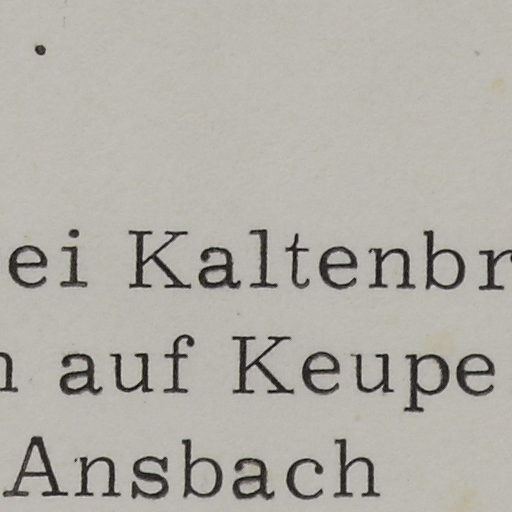 .
ei Kaltenbr
n auf Keupe
Ansbach